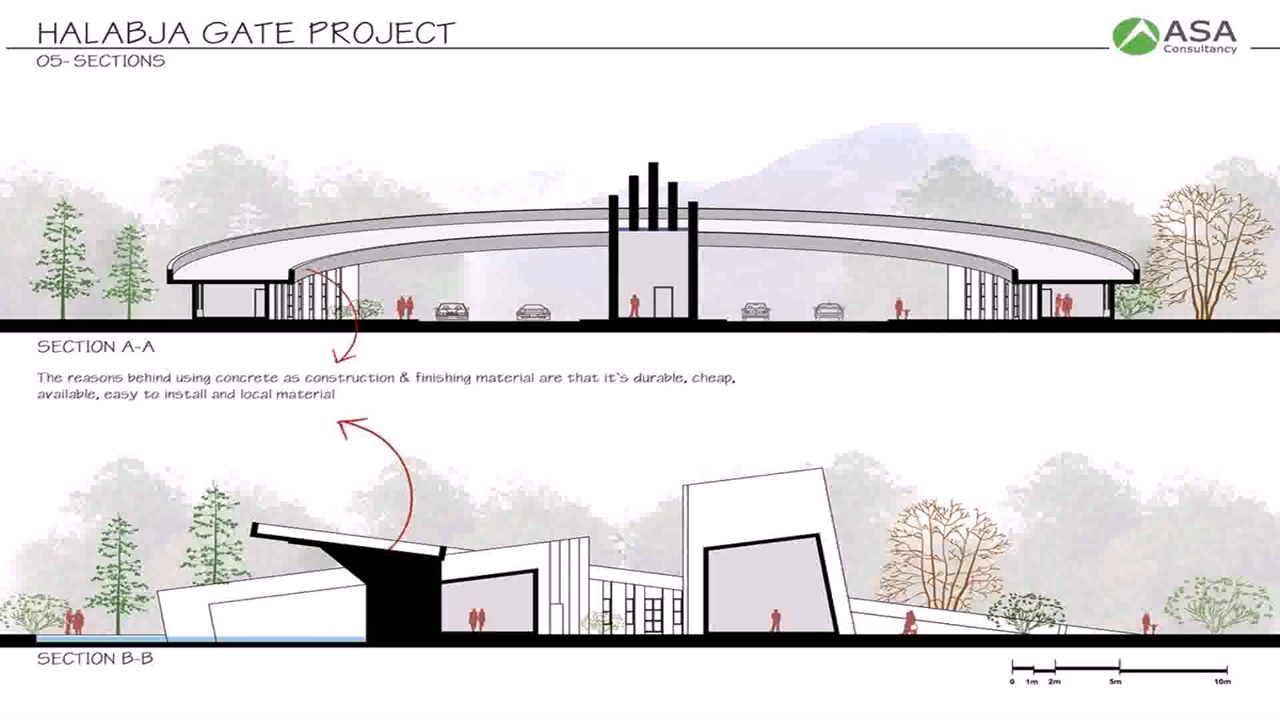 HALABJA GATE PROJECT
ASA
Consultancy
05- SECTIONS
SECTION A-A
The reasons behind using concrete as construction & finishing material are that it's durable, cheap,
available, easy to install and local material
SECTION B-B
0 1m 2m 5m 10m